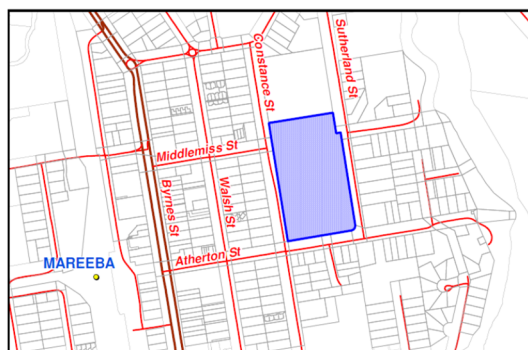 Constance St
Sutherland St
Middlemiss St
Byrnes St
Walsh St
Atherton St
MAREEBA